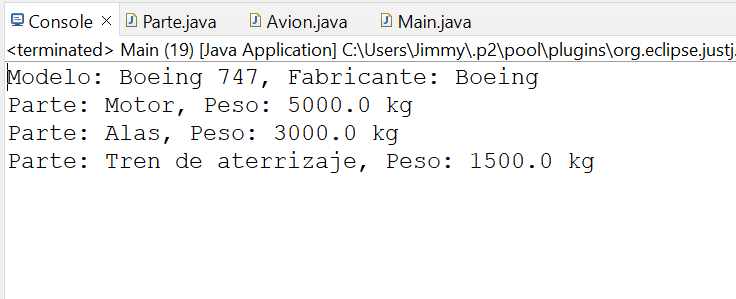 Console × Parte.java Avion.java Main.java
<terminated> Main (19) [Java Application] C:\Users\Jimmy\.p2\pool\plugins\org.eclipse.justj.
Modelo: Boeing 747, Fabricante: Boeing
Parte: Motor, Peso: 5000.0 kg
Parte: Alas, Peso: 3000.0 kg
Parte: Tren de aterrizaje, Peso: 1500.0 kg